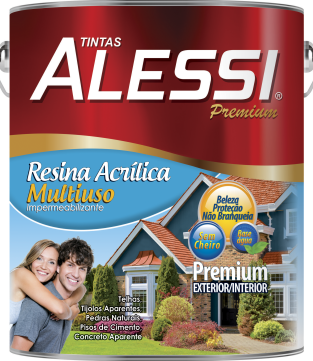 TINTAS
ALESSI®
Premium
Resina Acrílica
Multiuso
impermeabilizante
Beleza
Proteção
Não Branqueia
Sem
Cheiro
Base
água
Premium
EXTERIOR/INTERIOR
Telhas
Tijolos Aparentes
Pedras Naturais
Pisos de Cimento
Concreto Aparente